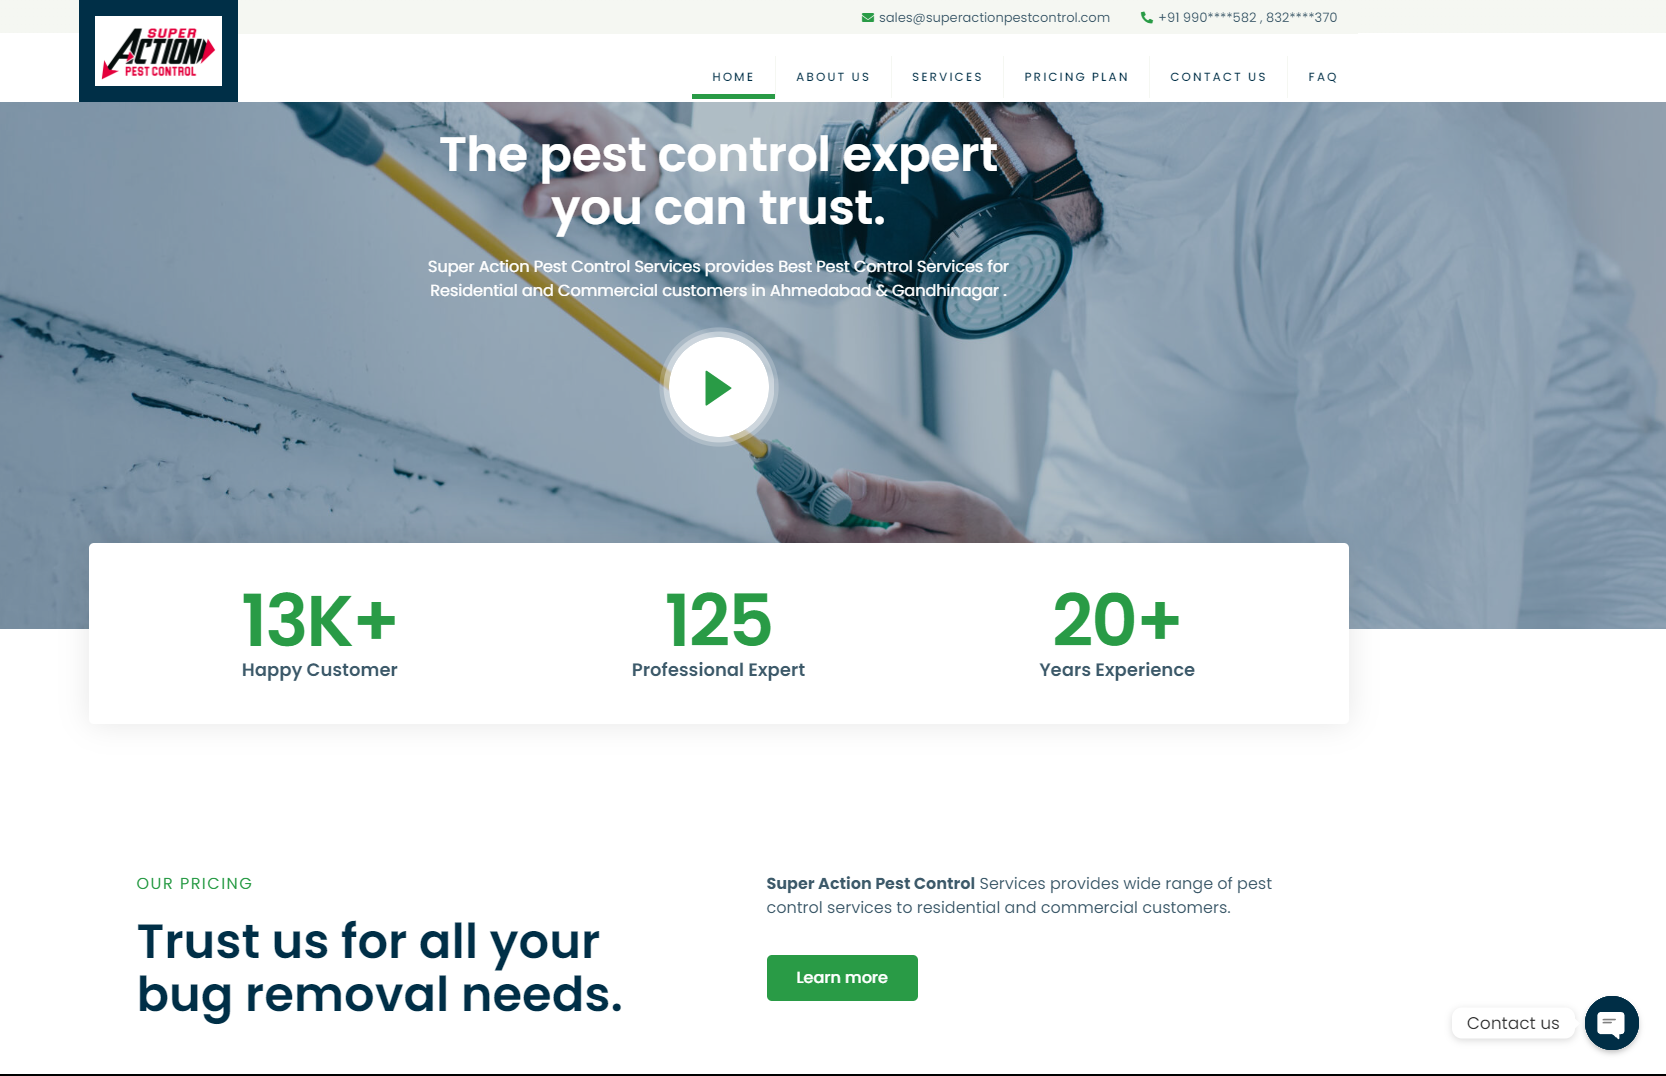 SUPER
ACTION
PEST CONTROL
sales@superactionpestcontrol.com
+91 990****582 , 832****370
HOME
ABOUT US
SERVICES
PRICING PLAN
CONTACT US
FAQ
The pest control expert
you can trust.
Super Action Pest Control Services provides Best Pest Control Services for
Residential and Commercial customers in Ahmedabad & Gandhinagar .
13K+
Happy Customer
125
Professional Expert
20+
Years Experience
OUR PRICING
Trust us for all your
bug removal needs.
Super Action Pest Control Services provides wide range of pest
control services to residential and commercial customers.
Learn more
Contact us